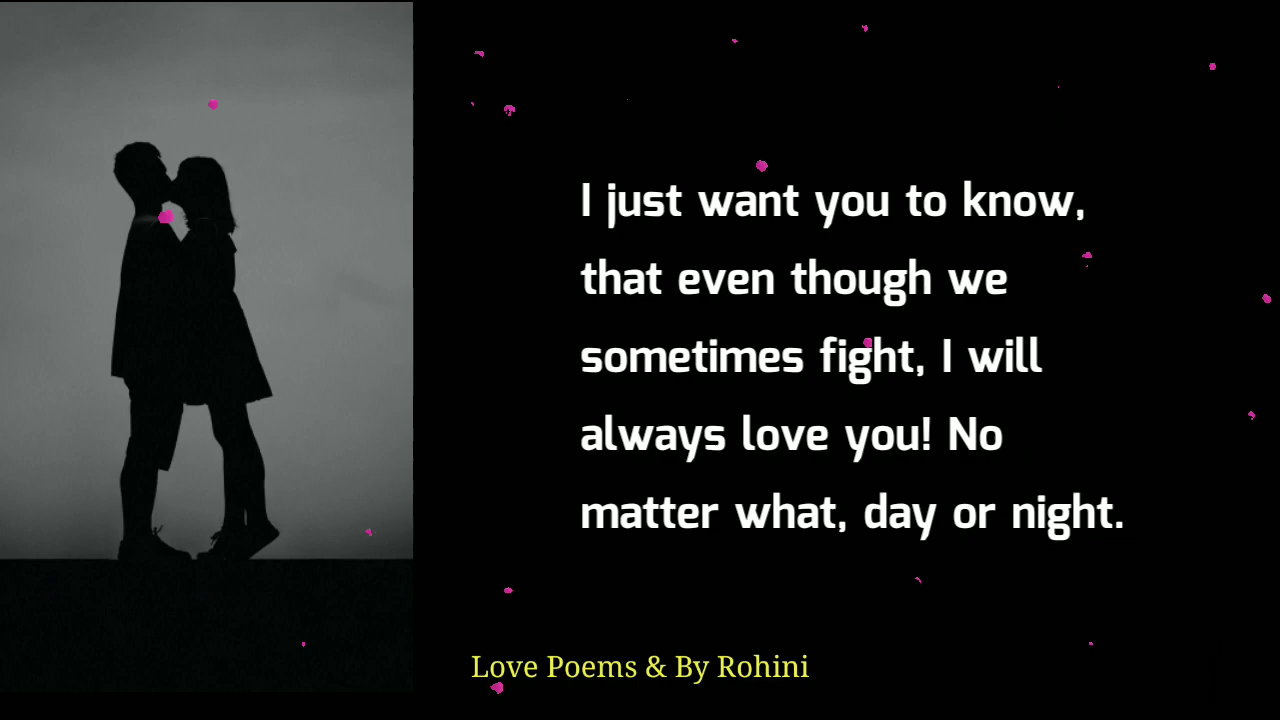 I just want you to know,
that even though we
sometimes fight, I will
always love you! No
matter what, day or night.
Love Poems & By Rohini